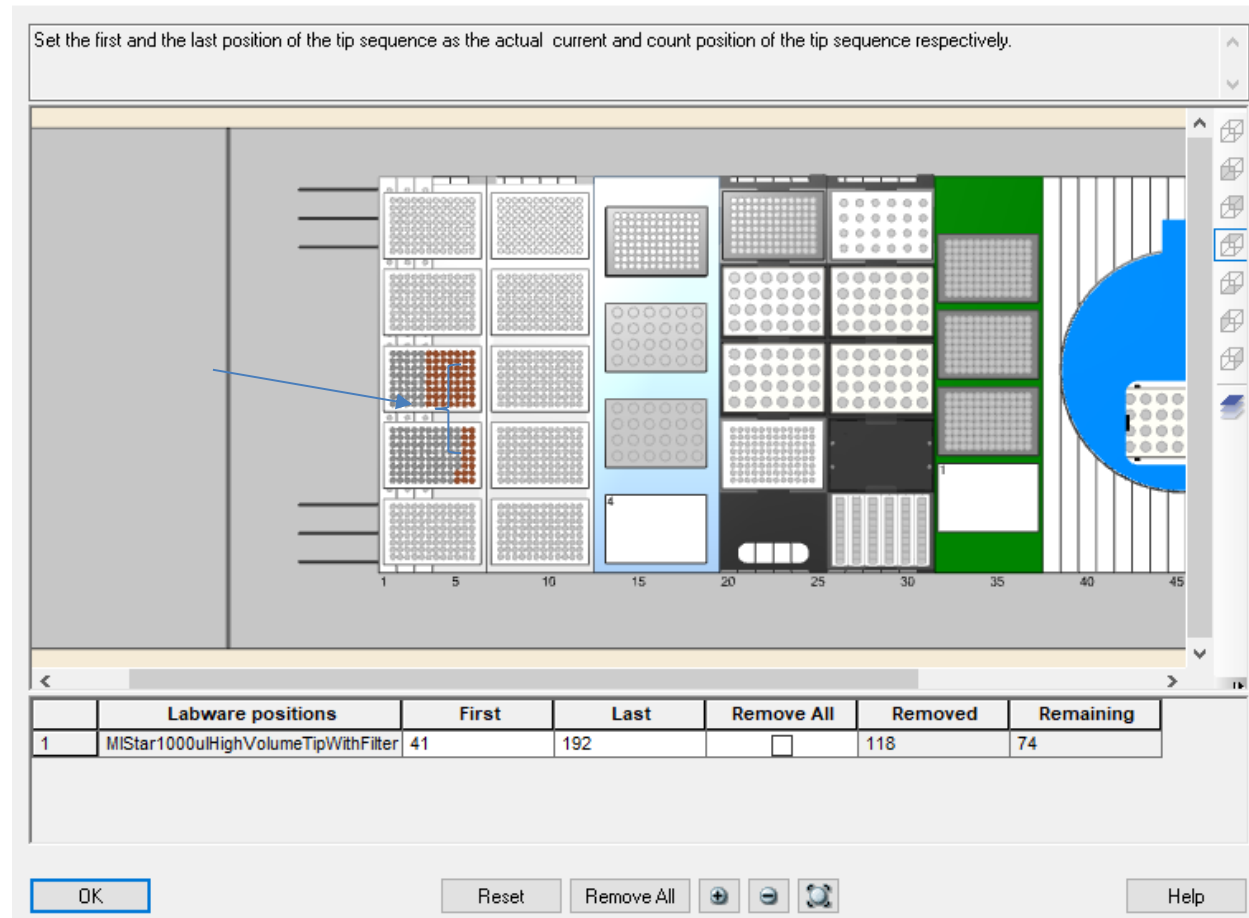 Set the first and the last position of the tip sequence as the actual current and count position of the tip sequence respectively.
4
1
1 5 10 15 20 25 30 35 40 45
Labware positions First Last Remove All Removed Remaining
1 MlStar1000ulHighVolumeTipWithFilter 41 192 118 74
OK Reset Remove All Help